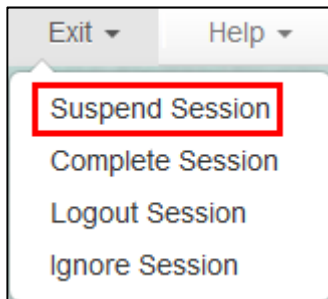 Exit Help
Suspend Session
Complete Session
Logout Session
Ignore Session